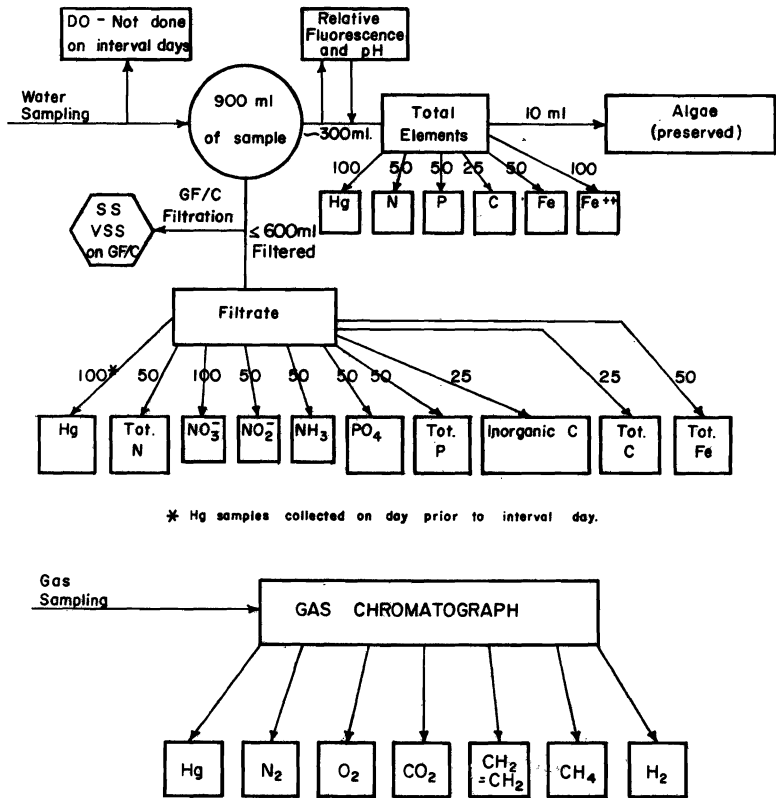 DO - Not done
on interval days
Relative
Fluorescence
and pH
Water
Sampling
900 ml
of sample
~300ml.
Total
Elements
10 ml
Algae
(preserved)
100 50 50 25 50 100
Hg N P C Fe Fe++
GF/C
Filtration
SS
VSS
on GF/C
≤600ml
Filtered
Filtrate
100* 50 100 50 50 50 50 25 25 50
Hg
Tot.
N
NO₃⁻
NO₂⁻
NH₃
PO₄
Tot.
P
Inorganic C
Tot.
C
Tot.
Fe
* Hg samples collected on day prior to interval day.
Gas
Sampling
GAS CHROMATOGRAPH
Hg
N₂
O₂
CO₂
CH₂
=CH₂
CH₄
H₂